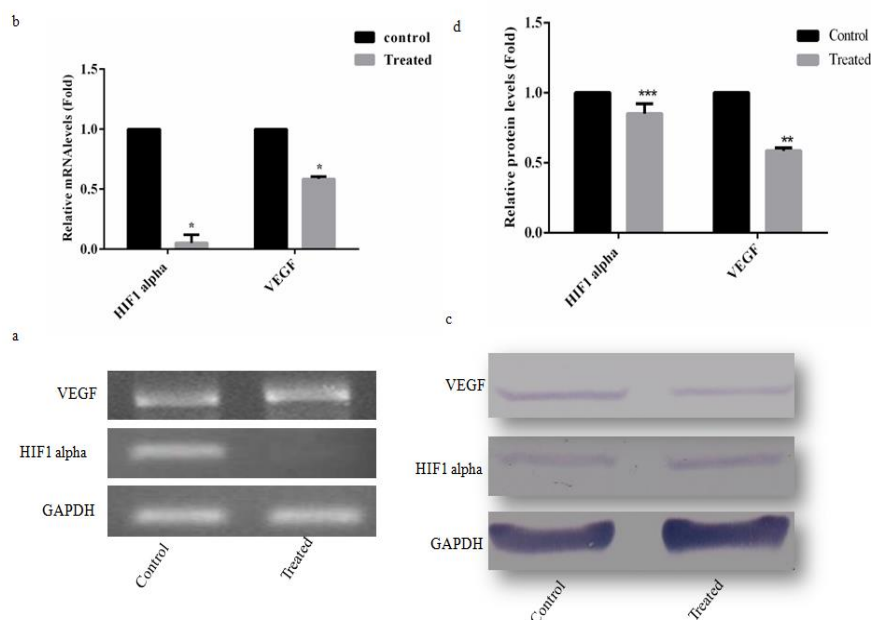 b
control
Treated
Relative mRNAlevels (Fold)
1.5
1.0
0.5
0.0
*
*
HIF1 alpha
VEGF
d
Control
Treated
Relative protein levels (Fold)
1.5
1.0
0.5
0.0
***
**
HIF1 alpha
VEGF
a
VEGF
HIF1 alpha
GAPDH
Control
Treated
c
VEGF
HIF1 alpha
GAPDH
Control
Treated